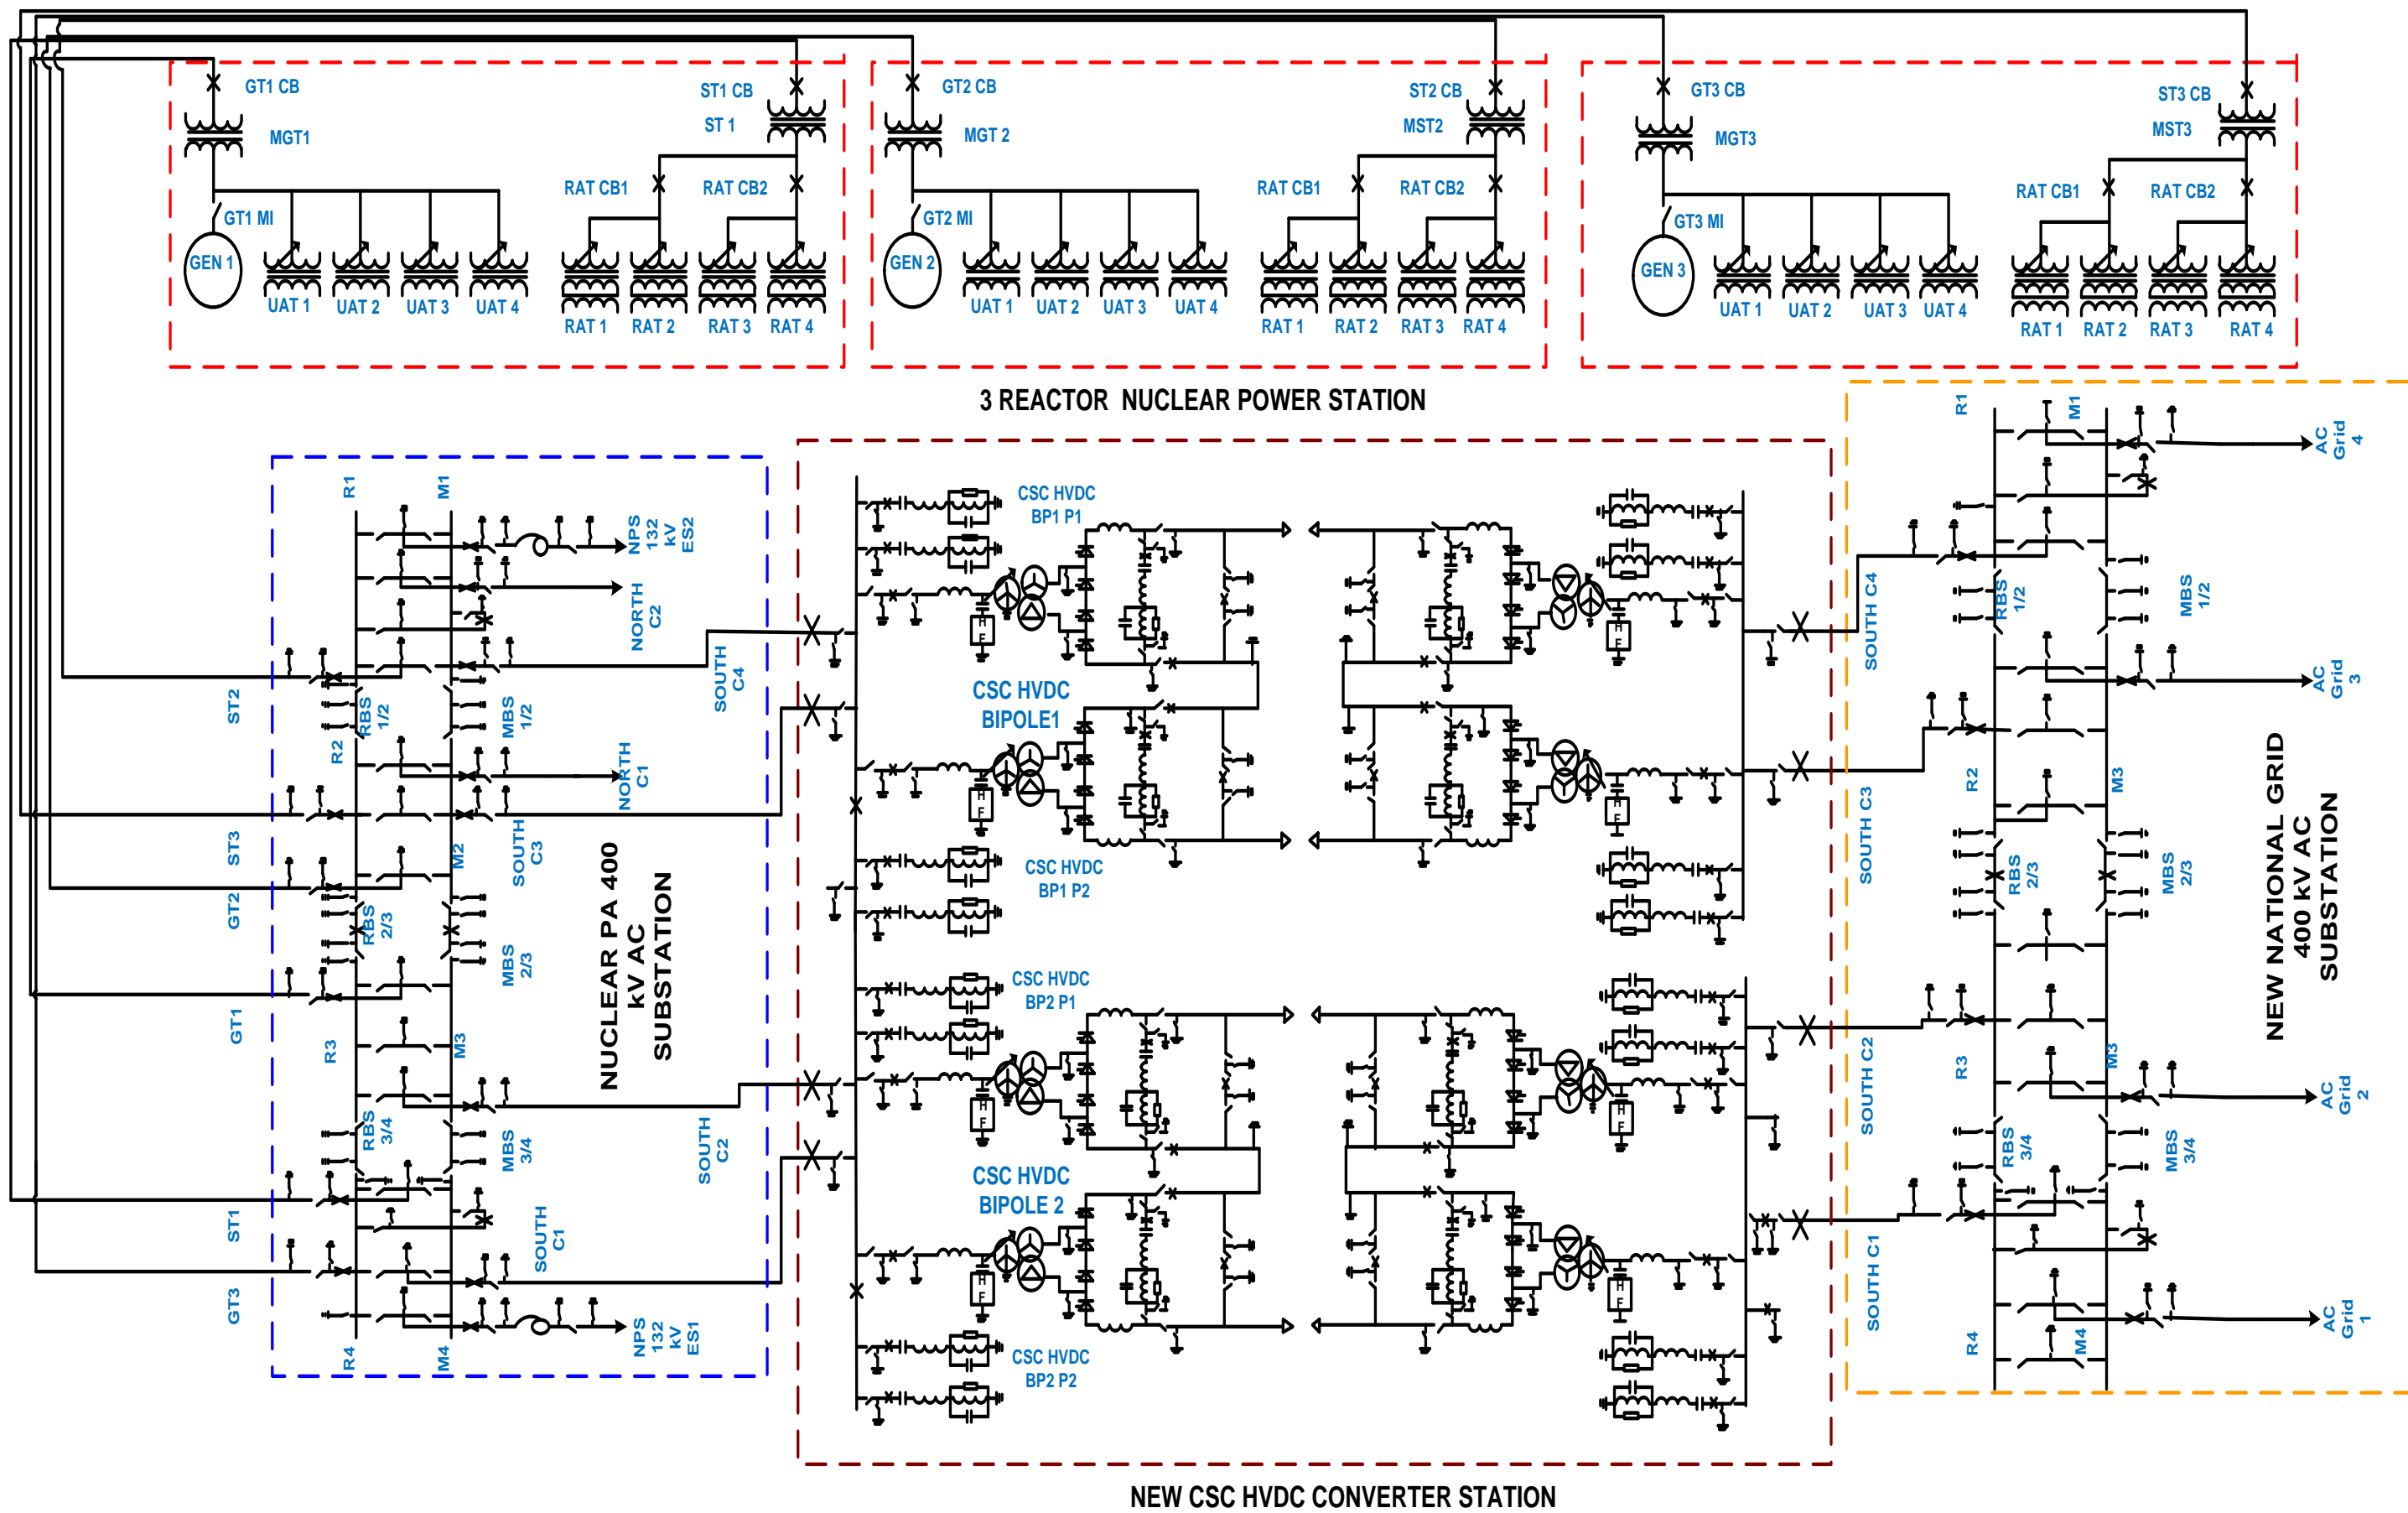 GT1 CB
MGT1
GT1 MI
GEN 1
UAT 1
UAT 2
UAT 3
UAT 4
ST1 CB
ST 1
RAT CB1
RAT CB2
RAT 1
RAT 2
RAT 3
RAT 4
GT2 CB
MGT 2
GT2 MI
GEN 2
UAT 1
UAT 2
UAT 3
UAT 4
ST2 CB
MST2
RAT CB1
RAT CB2
RAT 1
RAT 2
RAT 3
RAT 4
GT3 CB
MGT3
GT3 MI
GEN 3
UAT 1
UAT 2
UAT 3
UAT 4
ST3 CB
MST3
RAT CB1
RAT CB2
RAT 1
RAT 2
RAT 3
RAT 4
3 REACTOR NUCLEAR POWER STATION
R1
M1
NPS
132
kV
ES2
NORTH
C2
SOUTH
C4
ST2
RBS
1/2
MBS
1/2
R2
NORTH
C1
ST3
M2
SOUTH
C3
GT2
RBS
2/3
MBS
2/3
NUCLEAR PA 400
kV AC
SUBSTATION
GT1
R3
M3
RBS
3/4
MBS
3/4
SOUTH
C2
ST1
SOUTH
C1
GT3
NPS
132
kV
ES1
R4
M4
CSC HVDC
BP1 P1
H
F
CSC HVDC
BIPOLE1
H
F
CSC HVDC
BP1 P2
H
F
H
F
CSC HVDC
BP2 P1
H
F
CSC HVDC
BIPOLE 2
H
F
CSC HVDC
BP2 P2
H
F
H
F
NEW CSC HVDC CONVERTER STATION
R1
M1
AC
Grid
4
SOUTH C4
RBS
1/2
MBS
1/2
AC
Grid
3
R2
M3
SOUTH C3
RBS
2/3
MBS
2/3
NEW NATIONAL GRID
400 kV AC
SUBSTATION
SOUTH C2
R3
M3
AC
Grid
2
RBS
3/4
MBS
3/4
SOUTH C1
R4
M4
AC
Grid
1